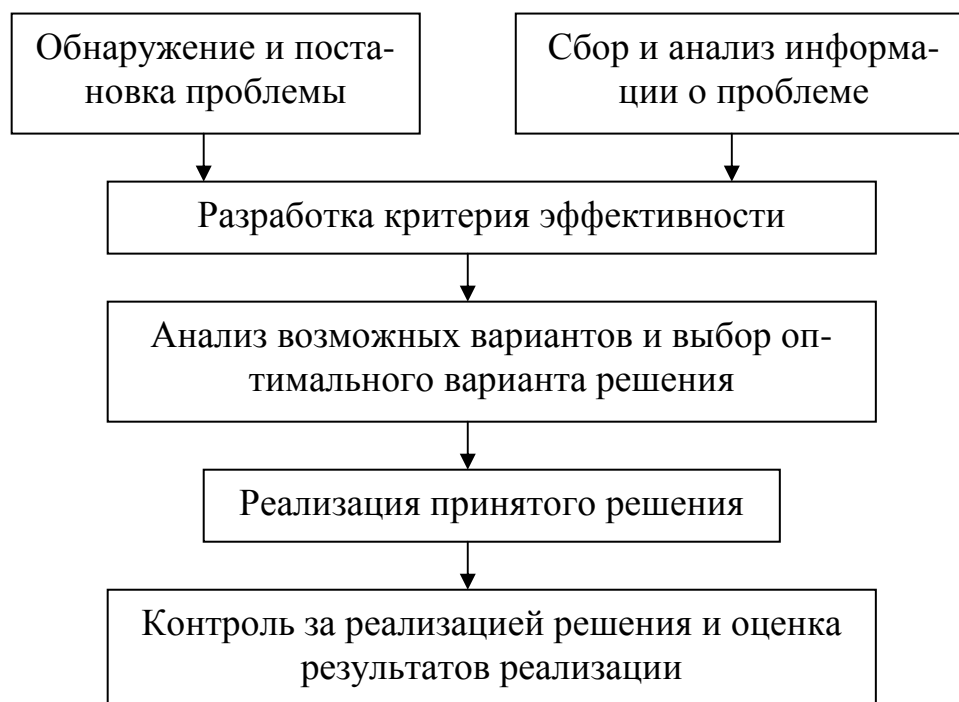 Обнаружение и поста-
новка проблемы
Сбор и анализ информа-
ции о проблеме
Разработка критерия эффективности
Анализ возможных вариантов и выбор оп-
тимального варианта решения
Реализация принятого решения
Контроль за реализацией решения и оценка
результатов реализации